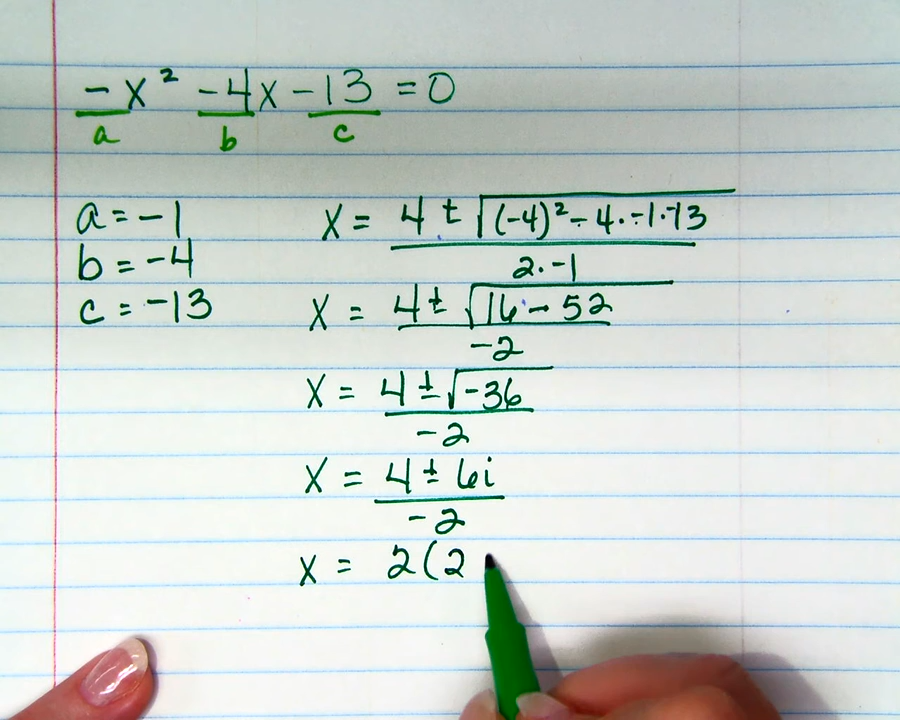 -x² -4x -13 = 0
a b c
a = -1
b = -4
c = -13
x = 4 ± √(-4)² - 4·-1·-13
2·-1
x = 4 ± √16 - 52
-2
x = 4 ± √-36
-2
x = 4 ± 6i
-2
x = 2(2